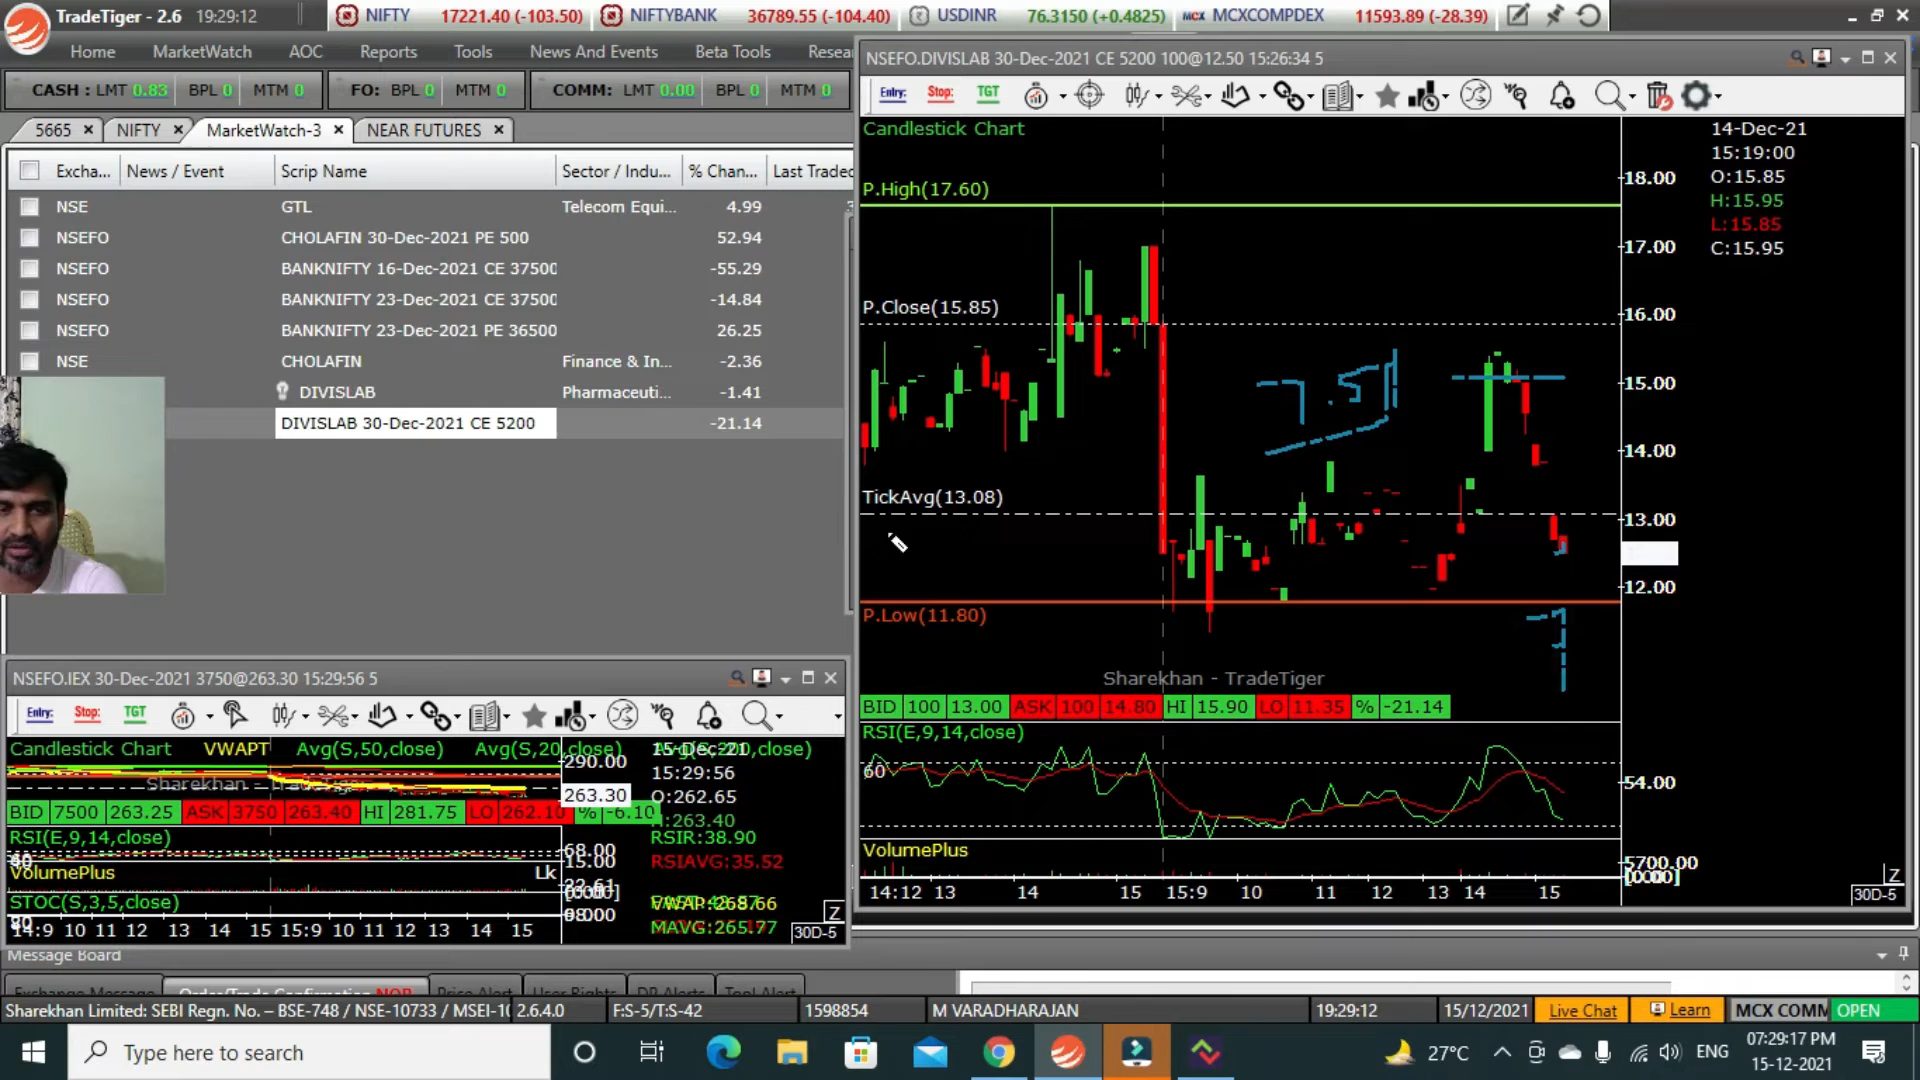 TradeTiger - 2.6 19:29:12 NIFTY 17221.40 (-103.50) NIFTYBANK 36789.55 (-104.40) USDINR 76.3150 (+0.4825) MCX MCXCOMPDEX 11593.89 (-28.39)
Home MarketWatch AOC Reports Tools News And Events Beta Tools Resea
CASH : LMT 0.83 BPL 0 MTM 0 FO: BPL 0 MTM 0 COMM: LMT 0.00 BPL 0 MTM 0
5665 NIFTY MarketWatch-3 NEAR FUTURES
Excha... News / Event Scrip Name Sector / Indu... % Chan... Last Traded
NSE GTL Telecom Equi... 4.99
NSEFO CHOLAFIN 30-Dec-2021 PE 500 52.94
NSEFO BANKNIFTY 16-Dec-2021 CE 37500 -55.29
NSEFO BANKNIFTY 23-Dec-2021 CE 37500 -14.84
NSEFO BANKNIFTY 23-Dec-2021 PE 36500 26.25
NSE CHOLAFIN Finance & In... -2.36
DIVISLAB Pharmaceuti... -1.41
DIVISLAB 30-Dec-2021 CE 5200 -21.14
NSEFO.DIVISLAB 30-Dec-2021 CE 5200 100@12.50 15:26:34 5
Entry: Stop: TGT
Candlestick Chart
14-Dec-21
15:19:00
O:15.85
H:15.95
L:15.85
C:15.95
P.High(17.60)
P.Close(15.85)
TickAvg(13.08)
P.Low(11.80)
18.00
17.00
16.00
15.00
14.00
13.00
12.00
Sharekhan - TradeTiger
BID 100 13.00 ASK 100 14.80 HI 15.90 LO 11.35 % -21.14
RSI(E,9,14,close)
60
54.00
VolumePlus
5700.00
14:12 13 14 15 15:9 10 11 12 13 14 15
Z
30D-5
NSEFO.IEX 30-Dec-2021 3750@263.30 15:29:56 5
Entry: Stop: TGT
Candlestick Chart VWAPT Avg(S,50,close) Avg(S,20,close)
15-Dec-21
290.00
15:29:56
Sharekhan - TradeTiger
263.30
O:262.65
BID 7500 263.25 ASK 3750 263.40 HI 281.75 LO 262.10 % -6.10
H:263.40
RSI(E,9,14,close)
RSIR:38.90
68.00
15.00
RSIAVG:35.52
VolumePlus
Lk
STOC(S,3,5,close)
VWAP:268.66
MAVG:265.77
14:9 10 11 12 13 14 15 15:9 10 11 12 13 14 15
Z
30D-5
Message Board
Exchange Message Order/Trade Confirmation Price Alert User Rights DP Alerts Tool Alert
Sharekhan Limited: SEBI Regn. No. – BSE-748 / NSE-10733 / MSEI-1 2.6.4.0 F:S-5/T:S-42 1598854 M VARADHARAJAN 19:29:12 15/12/2021 Live Chat Learn MCX COMM OPEN
Type here to search
27°C ENG 07:29:17 PM
15-12-2021